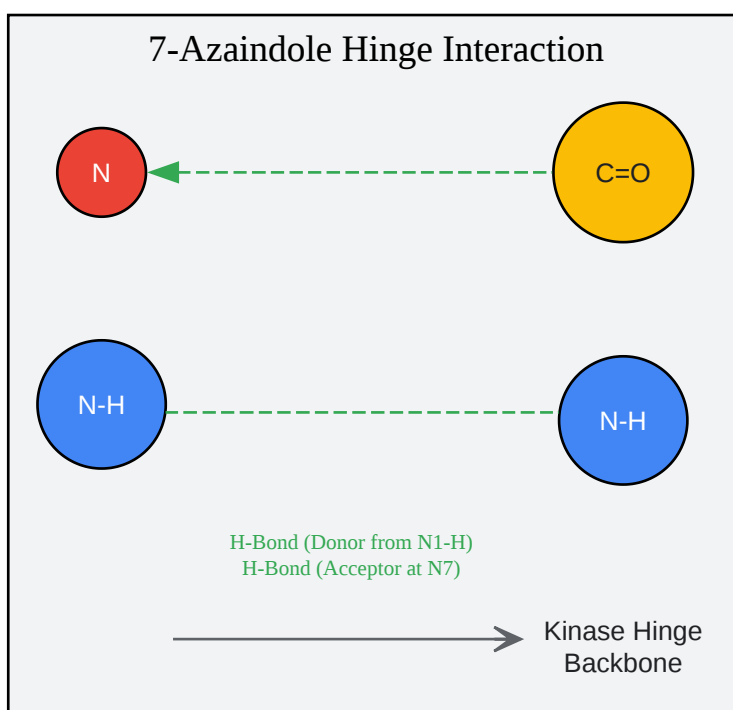 7-Azaindole Hinge Interaction
N
C=O
N-H
N-H
H-Bond (Donor from N1-H)
H-Bond (Acceptor at N7)
Kinase Hinge
Backbone